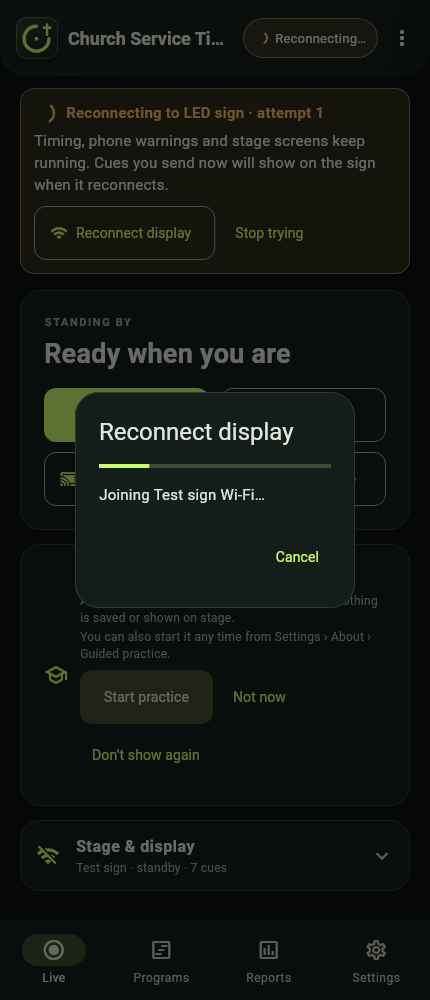 Church Service Ti…
Reconnecting…
Reconnecting to LED sign · attempt 1
Timing, phone warnings and stage screens keep
running. Cues you send now will show on the sign
when it reconnects.
Reconnect display
Stop trying
STANDING BY
Ready when you are
Reconnect display
Joining Test sign Wi-Fi…
Cancel
is saved or shown on stage.
You can also start it any time from Settings › About ›
Guided practice.
Start practice
Not now
Don't show again
Stage & display
Test sign · standby · 7 cues
Live
Programs
Reports
Settings